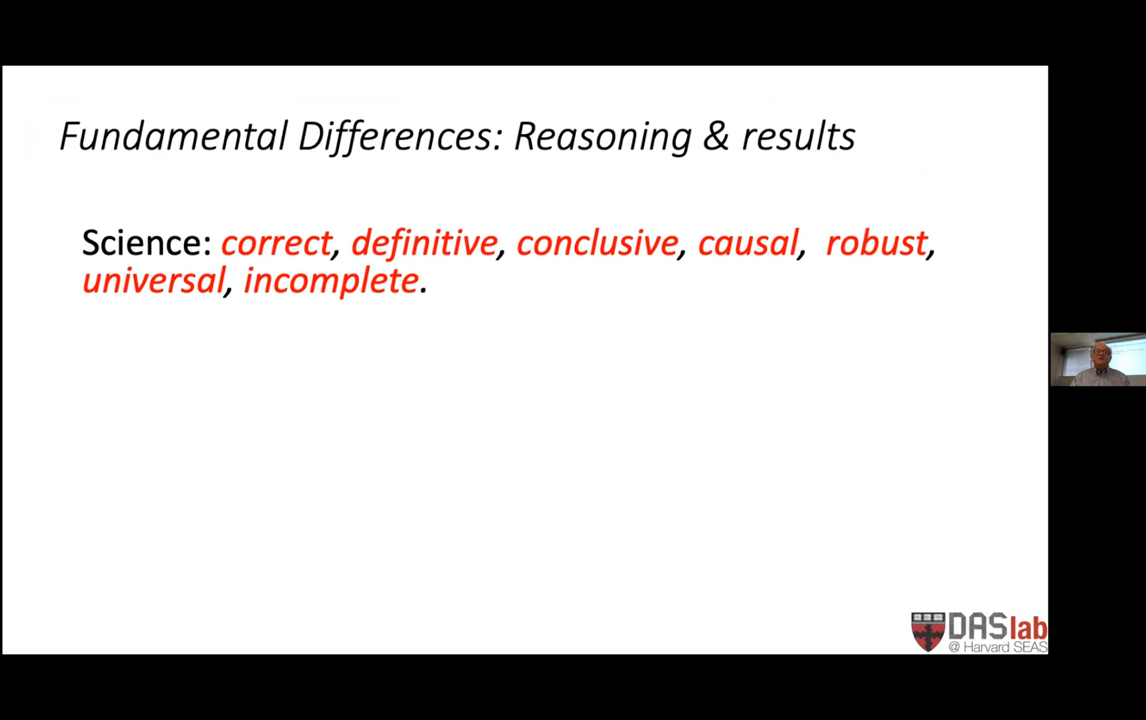 Fundamental Differences: Reasoning & results
Science: correct, definitive, conclusive, causal, robust,
universal, incomplete.
DASlab
@ Harvard SEAS